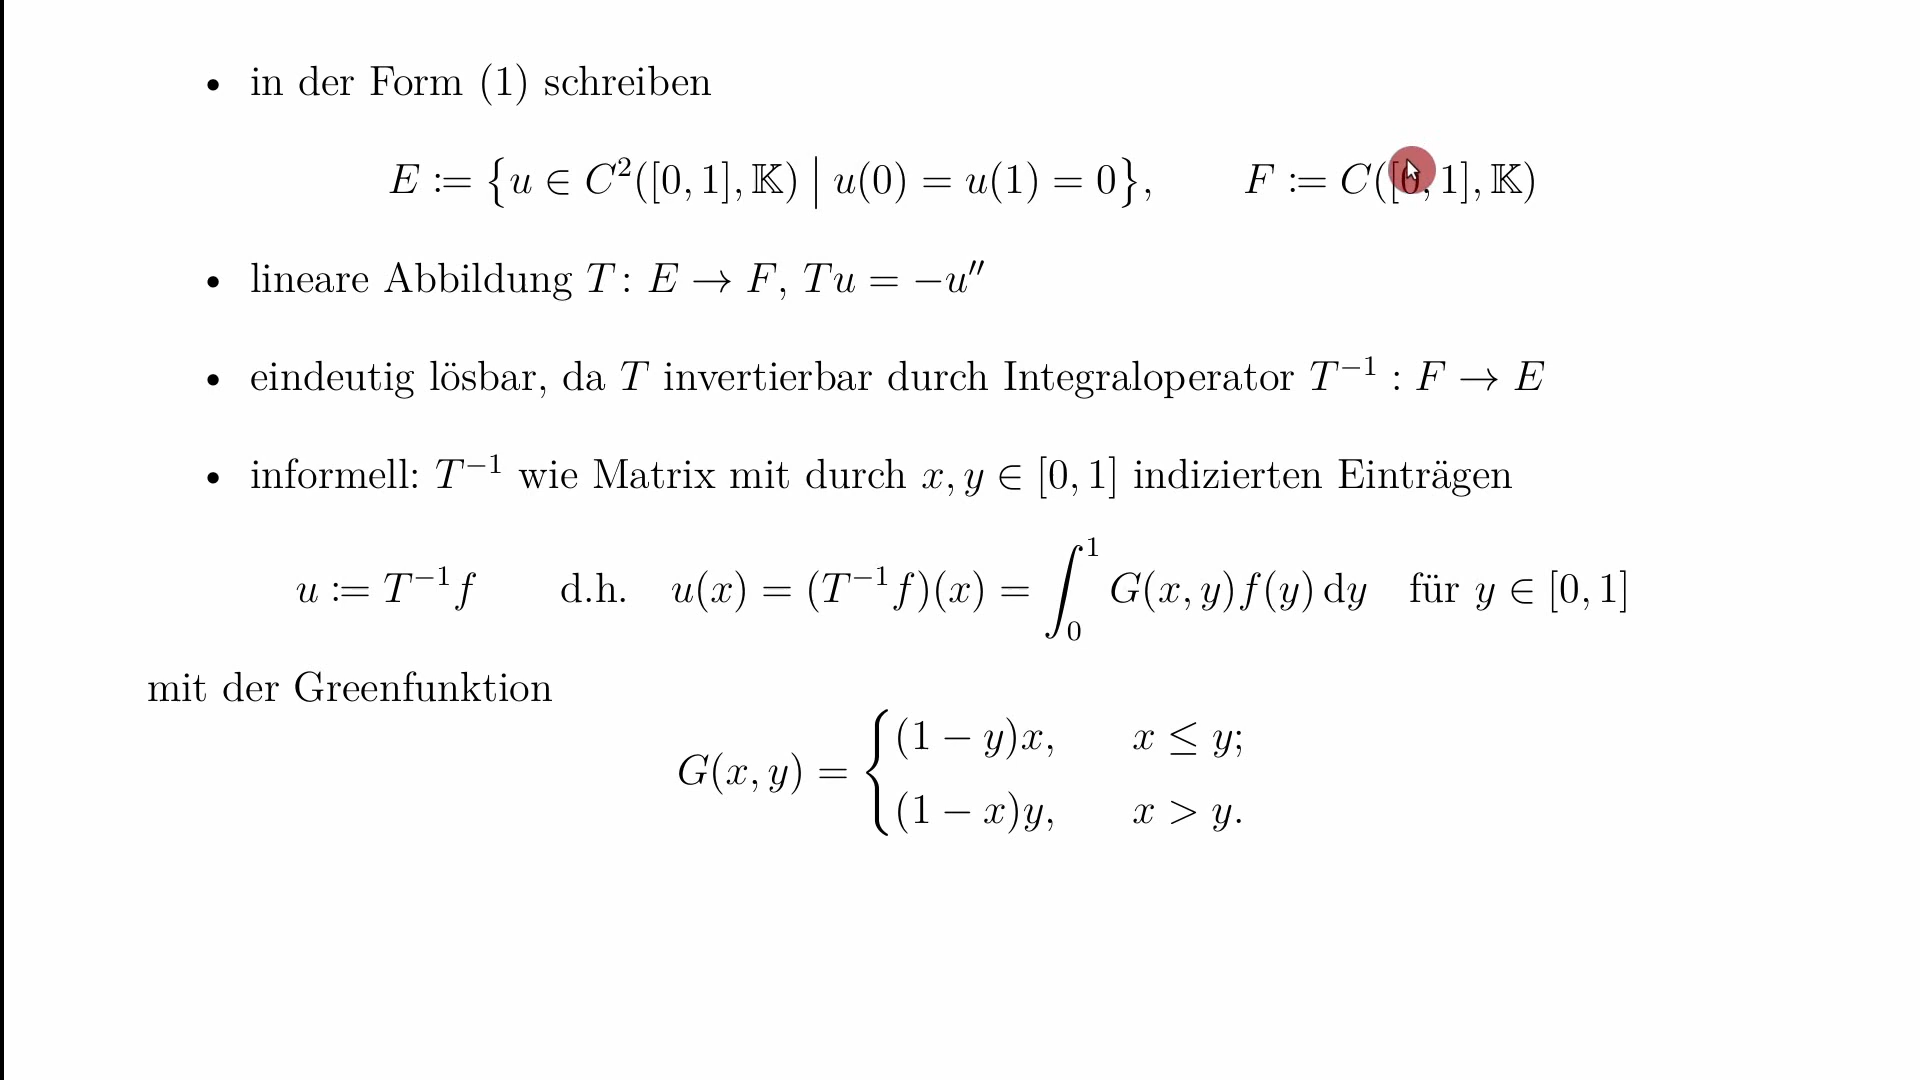 • in der Form (1) schreiben
E := {u ∈ C²([0, 1], 𝕂) | u(0) = u(1) = 0}, F := C([0, 1], 𝕂)
• lineare Abbildung T : E → F, Tu = −u″
• eindeutig lösbar, da T invertierbar durch Integraloperator T⁻¹ : F → E
• informell: T⁻¹ wie Matrix mit durch x, y ∈ [0, 1] indizierten Einträgen
u := T⁻¹f d.h. u(x) = (T⁻¹f)(x) = ∫₀¹ G(x, y)f(y) dy für y ∈ [0, 1]
mit der Greenfunktion
G(x, y) = { (1 − y)x, x ≤ y;
(1 − x)y, x > y.